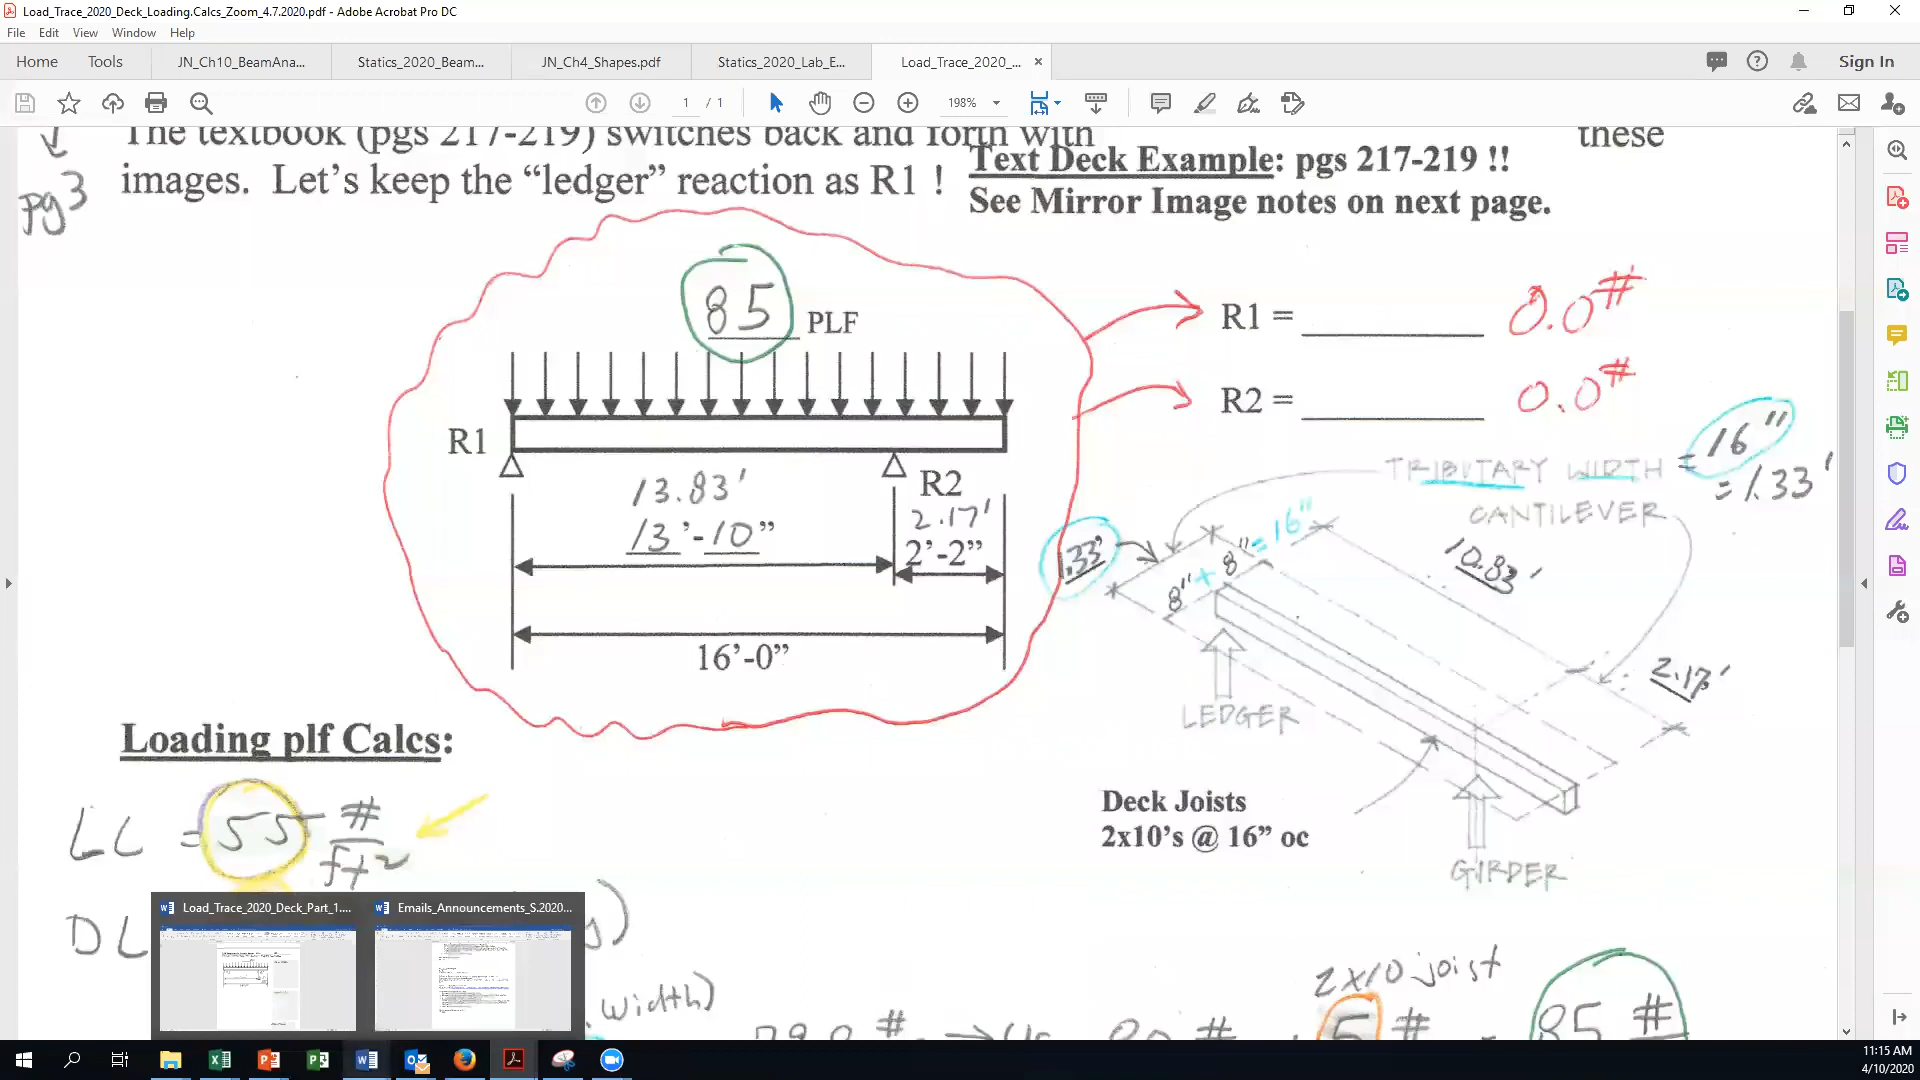 Load_Trace_2020_Deck_Loading.Calcs_Zoom_4.7.2020.pdf - Adobe Acrobat Pro DC
File Edit View Window Help
Home Tools JN_Ch10_BeamAna... Statics_2020_Beam... JN_Ch4_Shapes.pdf Statics_2020_Lab_E... Load_Trace_2020_... × Sign In
1 / 1 198%
The textbook (pgs 217-219) switches back and forth with these
pg 3 images. Let's keep the "ledger" reaction as R1 !
Text Deck Example: pgs 217-219 !!
See Mirror Image notes on next page.
85 PLF
R1 = __________ 0.0#
R2 = __________ 0.0#
R1
R2
13.83'
13'-10"
2.17'
2'-2"
16'-0"
TRIBUTARY WIDTH = 16"
= 1.33'
CANTILEVER
1.33'
8" + 8" = 16"
10.83'
2.17'
LEDGER
GIRDER
Deck Joists
2x10's @ 16" oc
Loading plf Calcs:
LL = 55 #/ft²
DL
Load_Trace_2020_Deck_Part_1.... Emails_Announcements_S.2020...
width)
2x10 joist
5 # 85 #
11:15 AM
4/10/2020